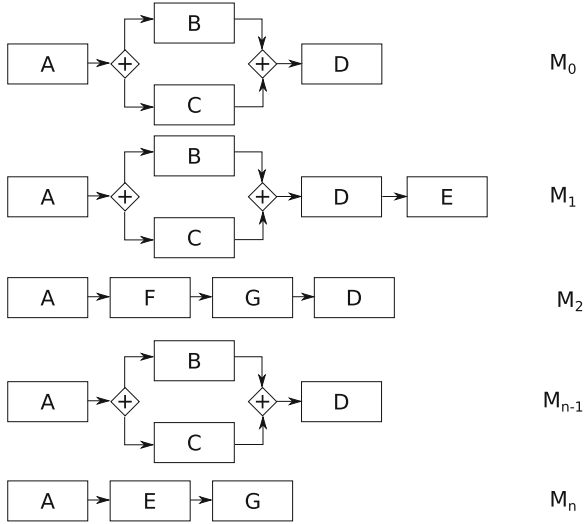 B
A + + D M0
C
B
A + + D E M1
C
A F G D M2
B
A + + D Mn-1
C
A E G Mn